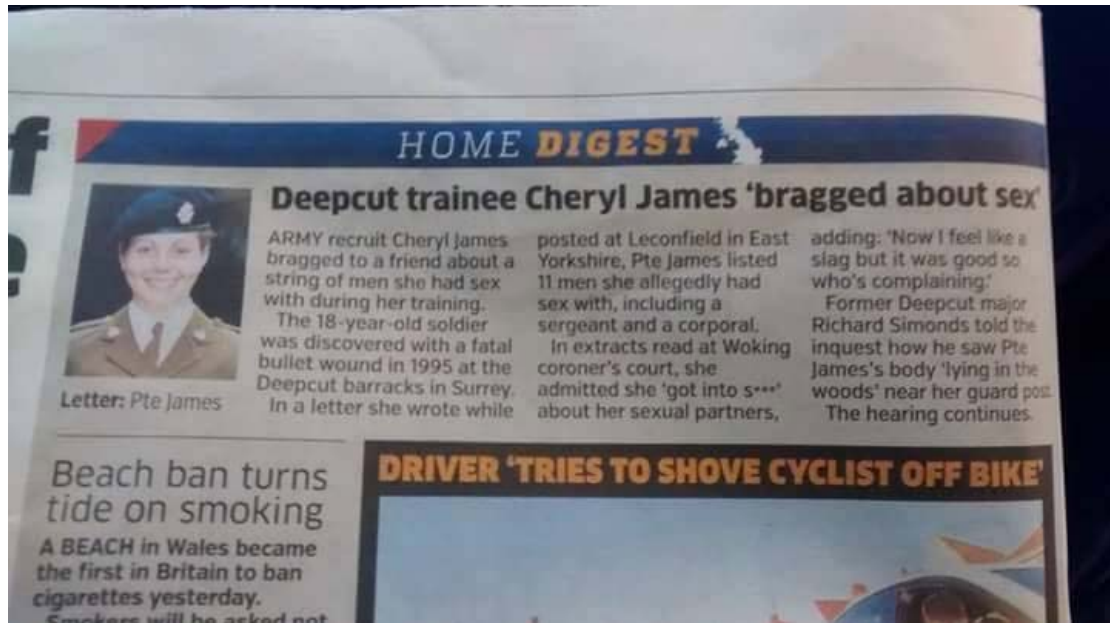 f
e
HOME DIGEST
Deepcut trainee Cheryl James 'bragged about sex'
Letter: Pte James
ARMY recruit Cheryl James
bragged to a friend about a
string of men she had sex
with during her training.
The 18-year-old soldier
was discovered with a fatal
bullet wound in 1995 at the
Deepcut barracks in Surrey.
In a letter she wrote while
posted at Leconfield in East
Yorkshire, Pte James listed
11 men she allegedly had
sex with, including a
sergeant and a corporal.
In extracts read at Woking
coroner's court, she
admitted she 'got into s***'
about her sexual partners,
adding: 'Now I feel like a
slag but it was good so
who's complaining.'
Former Deepcut major
Richard Simonds told the
inquest how he saw Pte
James's body 'lying in the
woods' near her guard post.
The hearing continues.
Beach ban turns
tide on smoking
A BEACH in Wales became
the first in Britain to ban
cigarettes yesterday.
Smokers will be asked not
DRIVER 'TRIES TO SHOVE CYCLIST OFF BIKE'